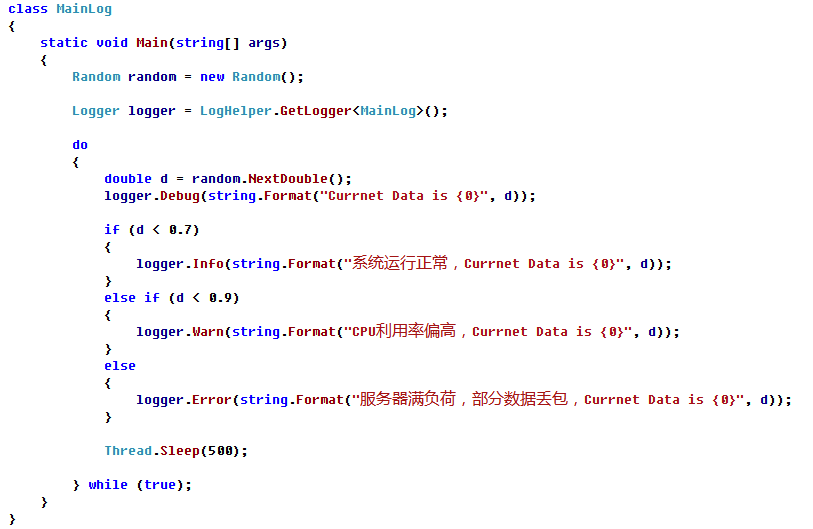 class MainLog
{
    static void Main(string[] args)
    {
        Random random = new Random();
        Logger logger = LogHelper.GetLogger<MainLog>();
        do
        {
            double d = random.NextDouble();
            logger.Debug(string.Format("Currnet Data is {0}", d));
            if (d < 0.7)
            {
                logger.Info(string.Format("系统运行正常，Currnet Data is {0}", d));
            }
            else if (d < 0.9)
            {
                logger.Warn(string.Format("CPU利用率偏高，Currnet Data is {0}", d));
            }
            else
            {
                logger.Error(string.Format("服务器满负荷，部分数据丢包，Currnet Data is {0}", d));
            }
            Thread.Sleep(500);
        } while (true);
    }
}